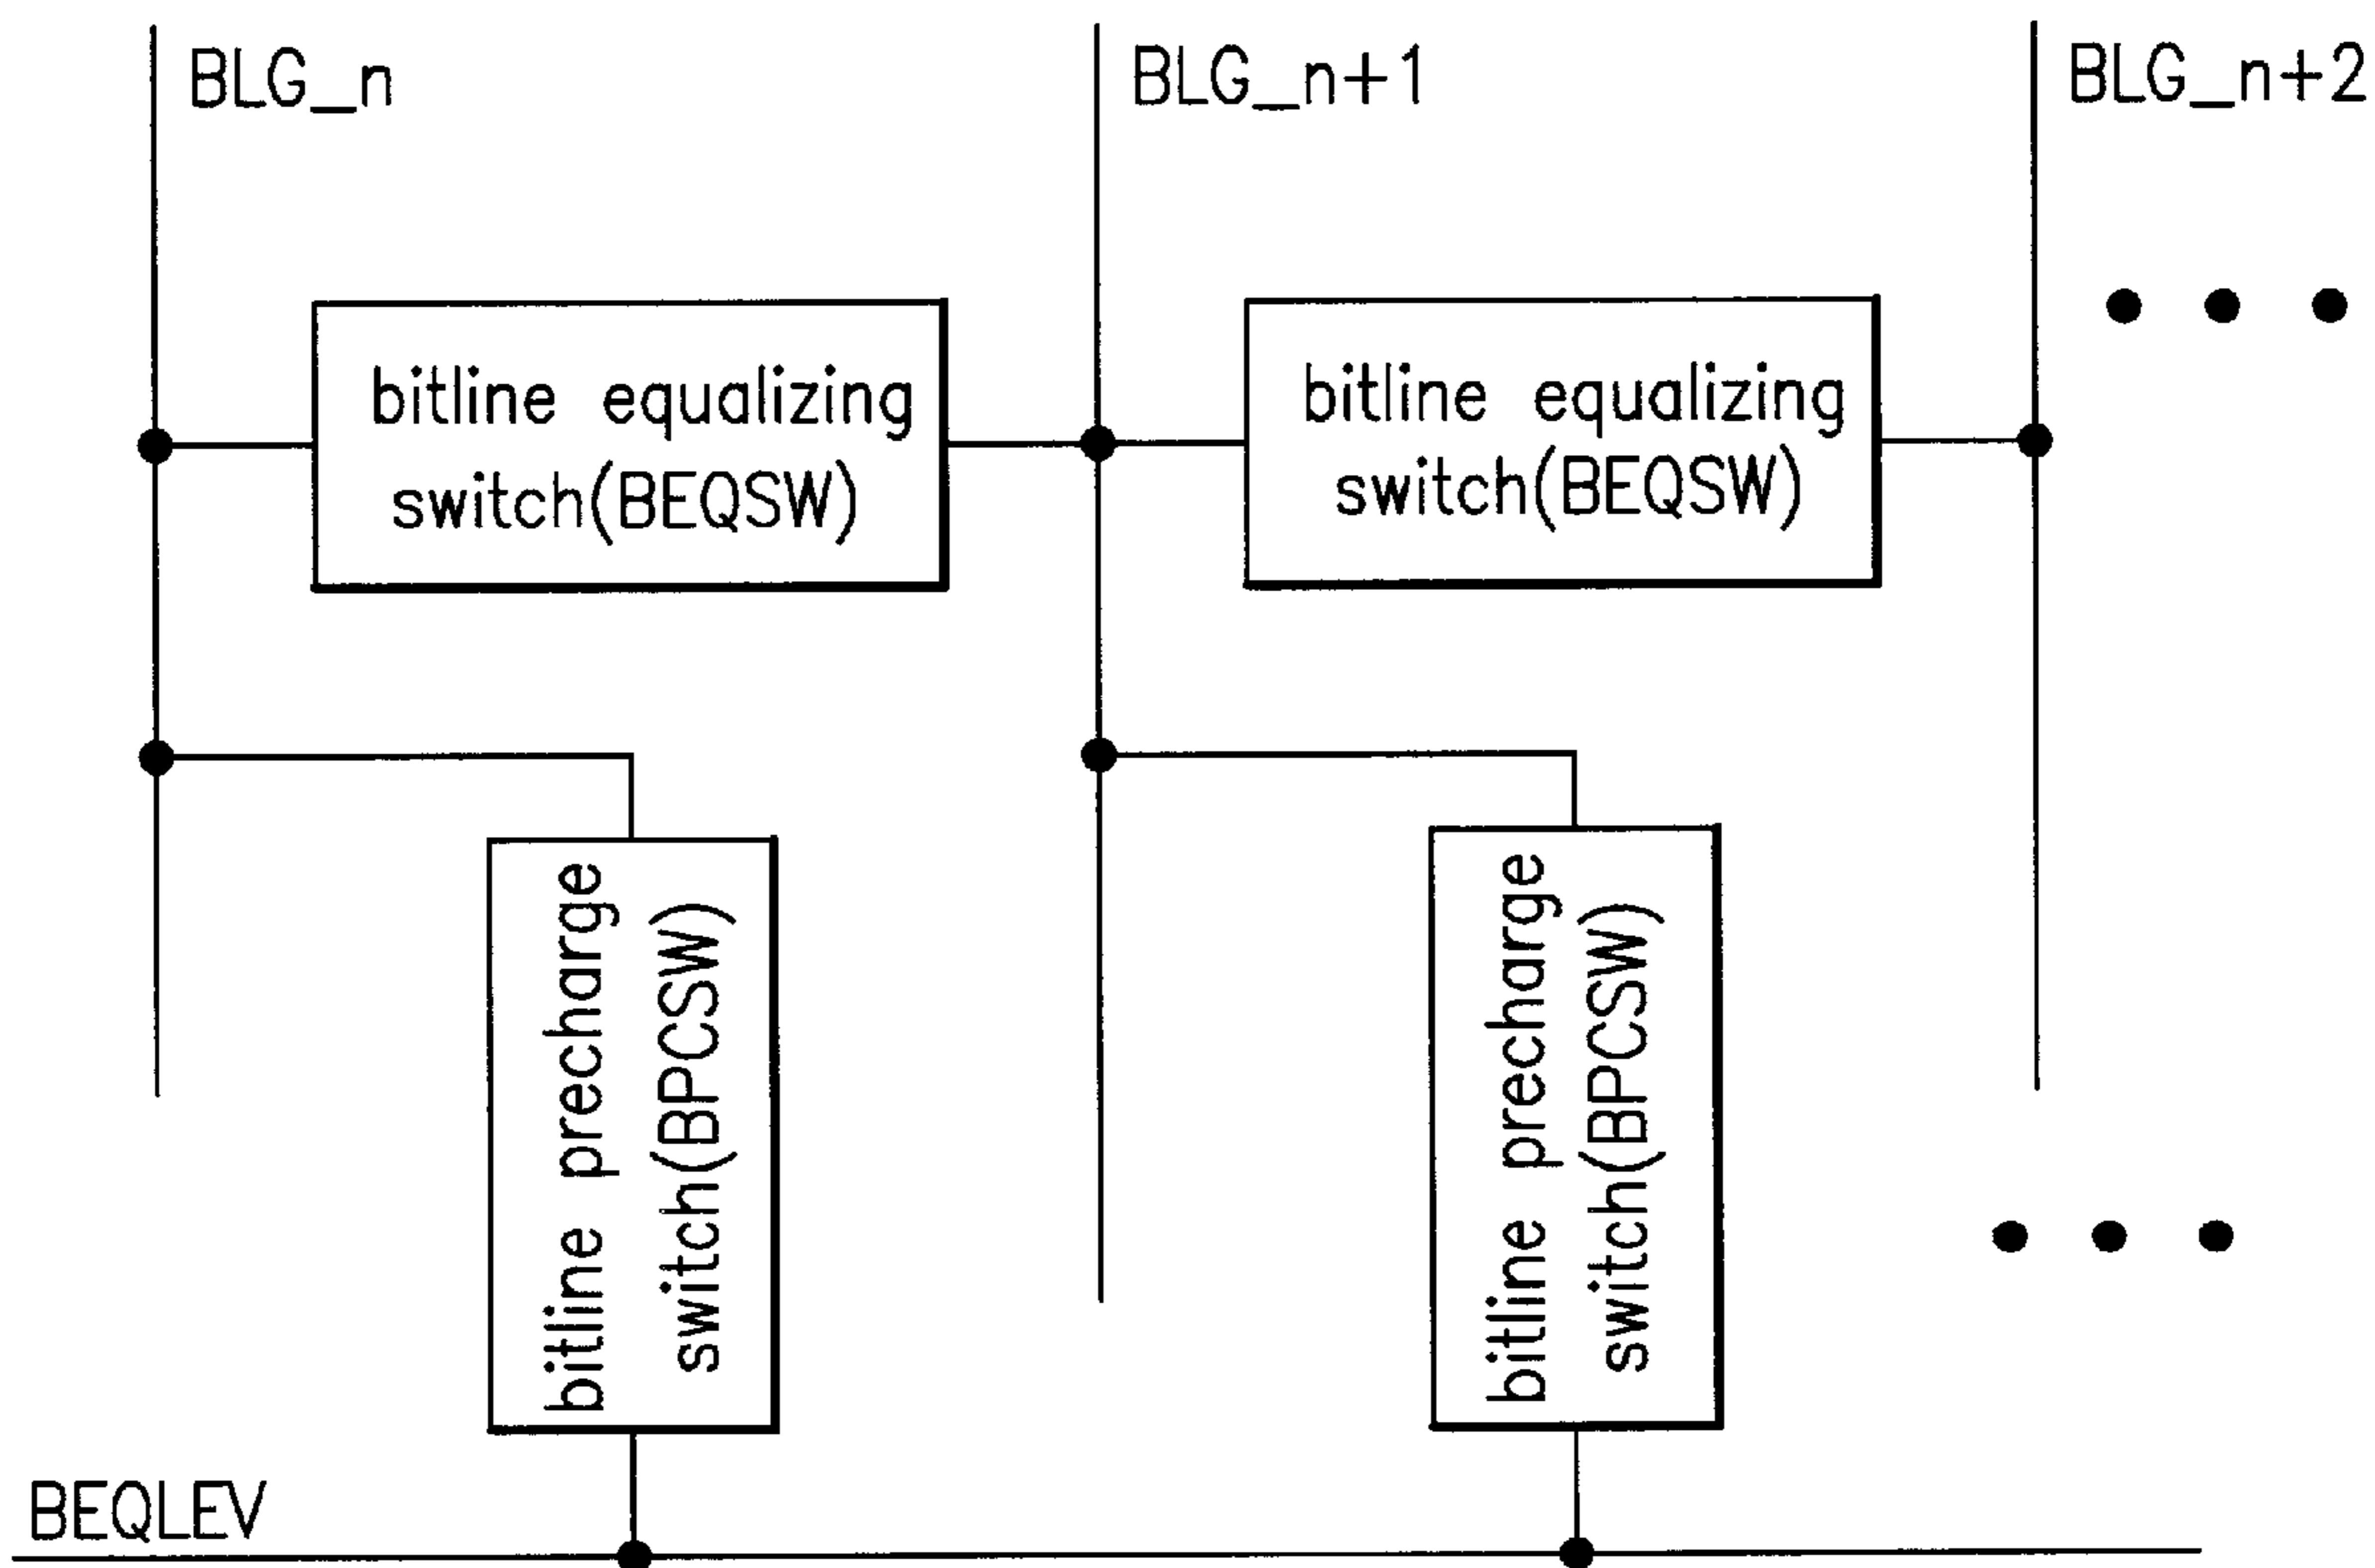 BLG_n
BLG_n+1
BLG_n+2
bitline equalizing
switch(BEQSW)
bitline equalizing
switch(BEQSW)
bitline precharge
switch(BPCSW)
bitline precharge
switch(BPCSW)
BEQLEV